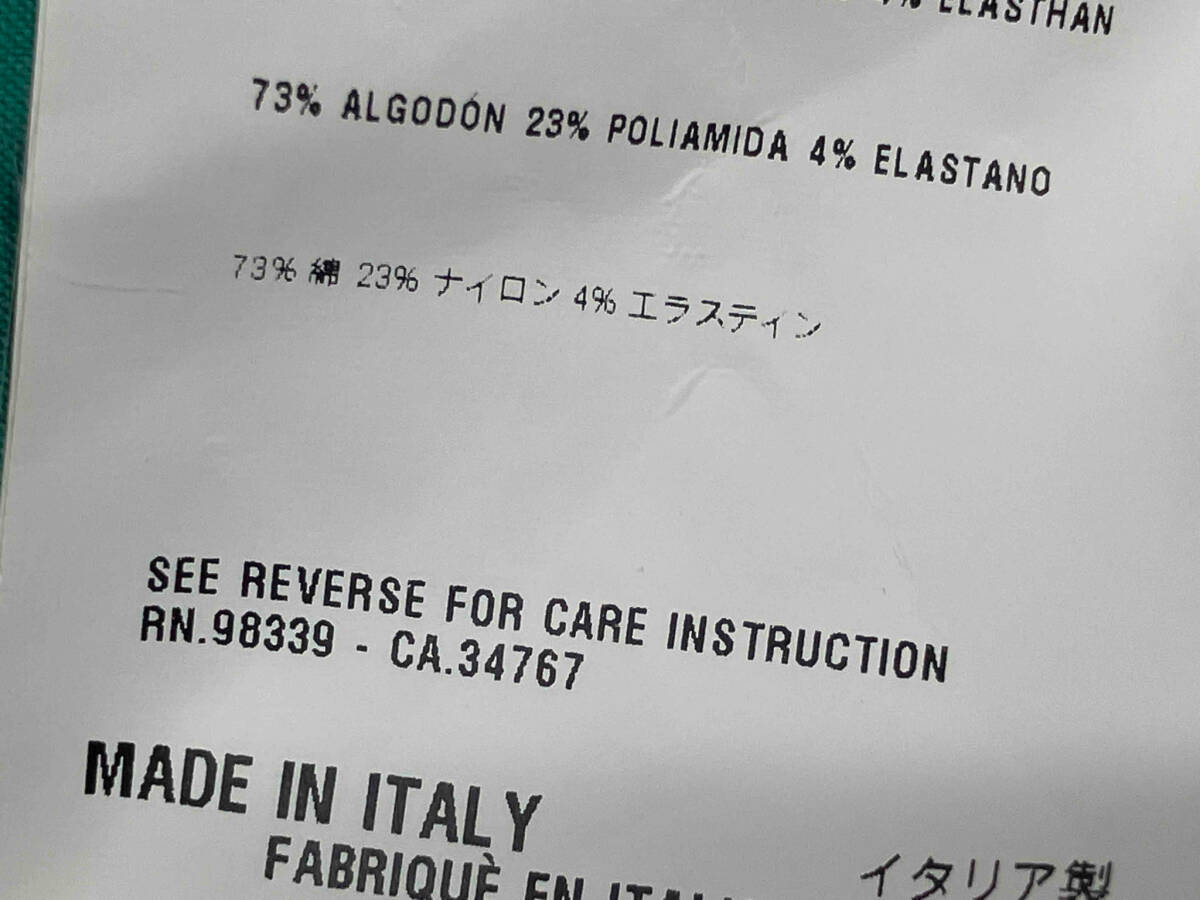 4% ELASTHAN
73% ALGODÓN 23% POLIAMIDA 4% ELASTANO
73% 綿 23% ナイロン 4% エラスティン
SEE REVERSE FOR CARE INSTRUCTION
RN.98339 - CA.34767
MADE IN ITALY
FABRIQUÈ EN
イタリア製